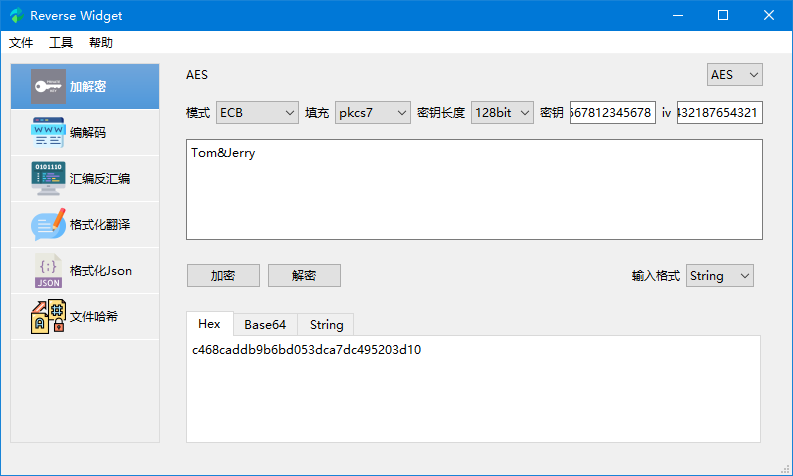 Reverse Widget
文件 工具 帮助
加解密
编解码
汇编反汇编
格式化翻译
格式化Json
文件哈希
AES AES
模式 ECB 填充 pkcs7 密钥长度 128bit 密钥 567812345678 iv 432187654321
Tom&Jerry
加密 解密 输入格式 String
Hex Base64 String
c468caddb9b6bd053dca7dc495203d10